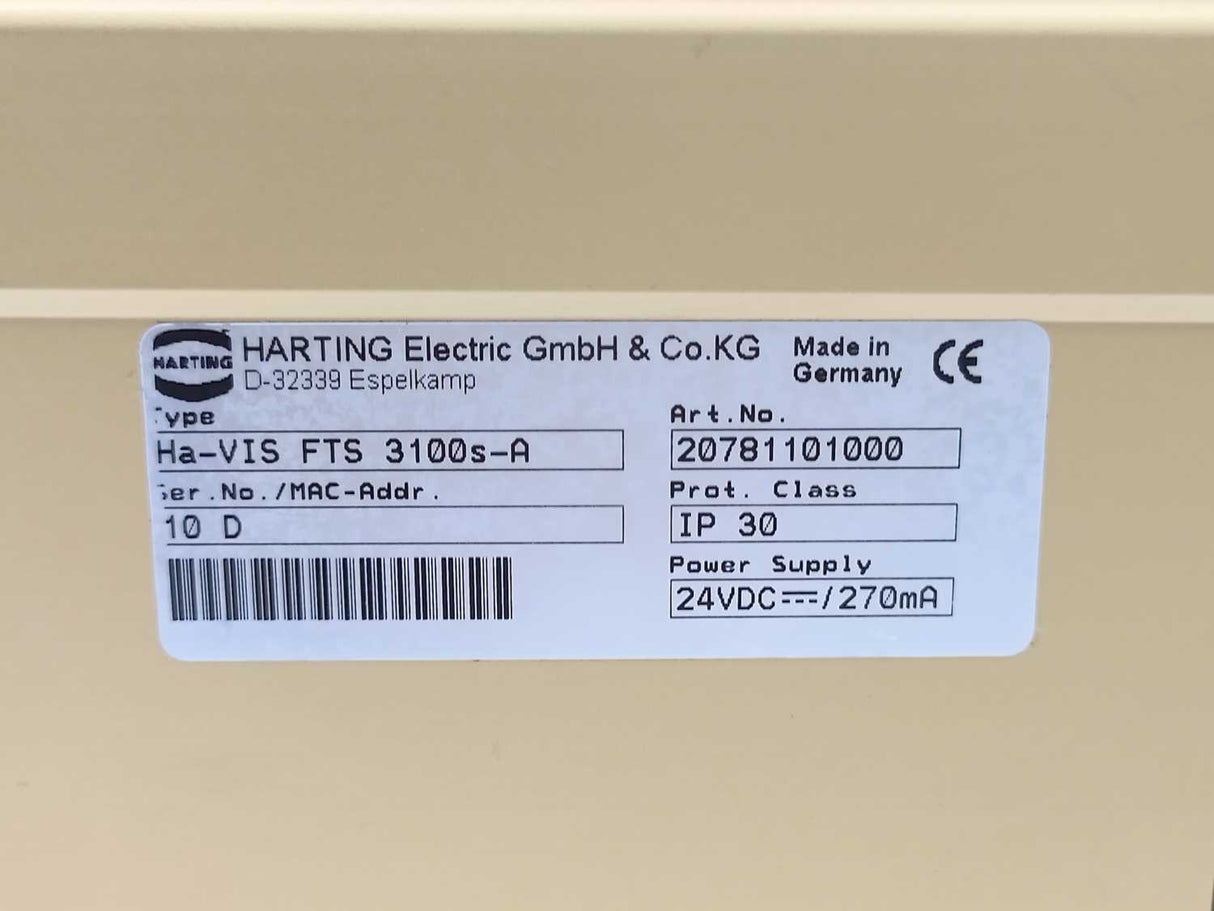 HARTING
HARTING Electric GmbH & Co.KG
D-32339 Espelkamp
Made in
Germany
CE
Type
Ha-VIS FTS 3100s-A
Ser.No./MAC-Addr.
10 D
Art.No.
20781101000
Prot. Class
IP 30
Power Supply
24VDC⎓/270mA